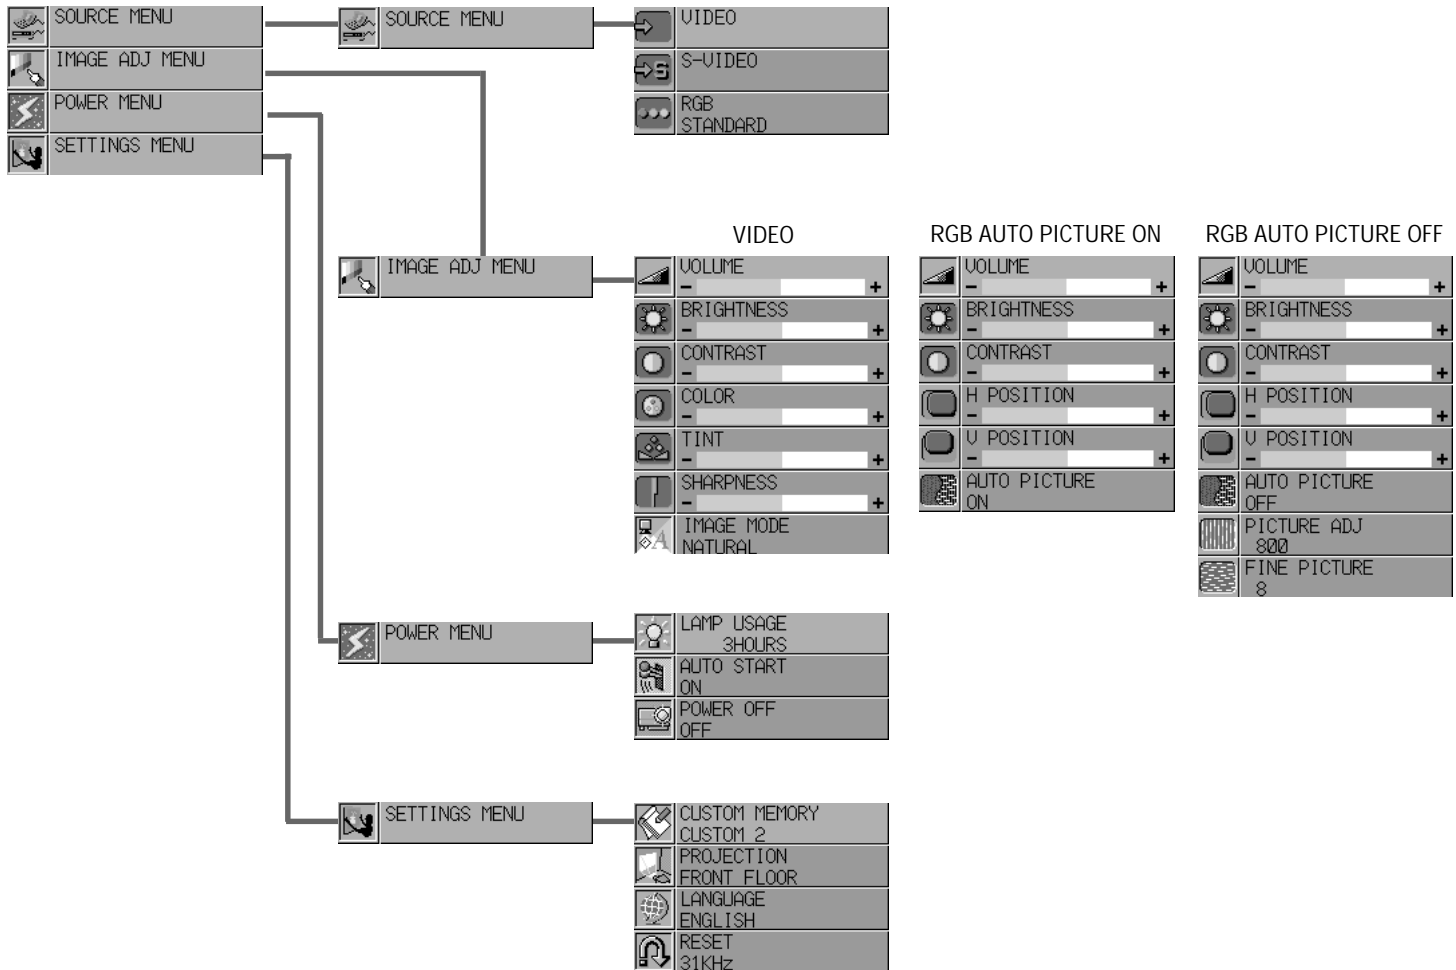 SOURCE MENU
IMAGE ADJ MENU
POWER MENU
SETTINGS MENU
SOURCE MENU
VIDEO
S-VIDEO
RGB
STANDARD
IMAGE ADJ MENU
VIDEO
VOLUME
- +
BRIGHTNESS
- +
CONTRAST
- +
COLOR
- +
TINT
- +
SHARPNESS
- +
IMAGE MODE
NATURAL
RGB AUTO PICTURE ON
VOLUME
- +
BRIGHTNESS
- +
CONTRAST
- +
H POSITION
- +
V POSITION
- +
AUTO PICTURE
ON
RGB AUTO PICTURE OFF
VOLUME
- +
BRIGHTNESS
- +
CONTRAST
- +
H POSITION
- +
V POSITION
- +
AUTO PICTURE
OFF
PICTURE ADJ
800
FINE PICTURE
8
POWER MENU
LAMP USAGE
3HOURS
AUTO START
ON
POWER OFF
OFF
SETTINGS MENU
CUSTOM MEMORY
CUSTOM 2
PROJECTION
FRONT FLOOR
LANGUAGE
ENGLISH
RESET
31KHz